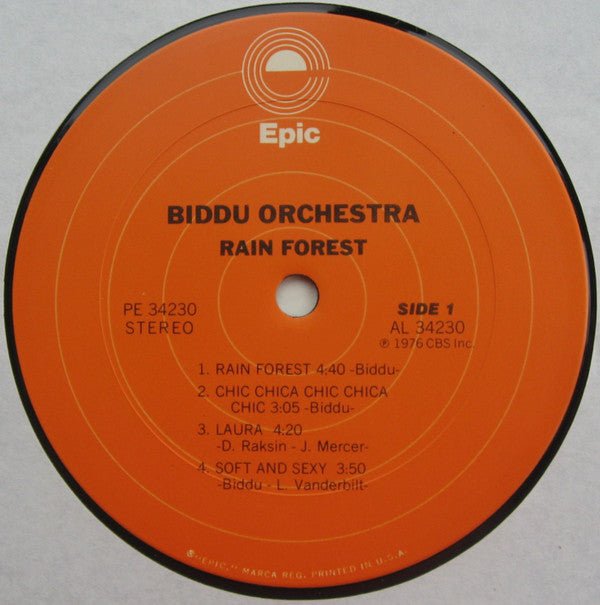 Epic
BIDDU ORCHESTRA
RAIN FOREST
PE 34230
STEREO
SIDE 1
AL 34230
℗ 1976 CBS Inc.
1. RAIN FOREST 4:40 -Biddu-
2. CHIC CHICA CHIC CHICA
CHIC 3:05 -Biddu-
3. LAURA 4:20
-D. Raksin - J. Mercer-
4. SOFT AND SEXY 3:50
-Biddu - L. Vanderbilt-
®"EPIC," MARCA REG. PRINTED IN U.S.A.